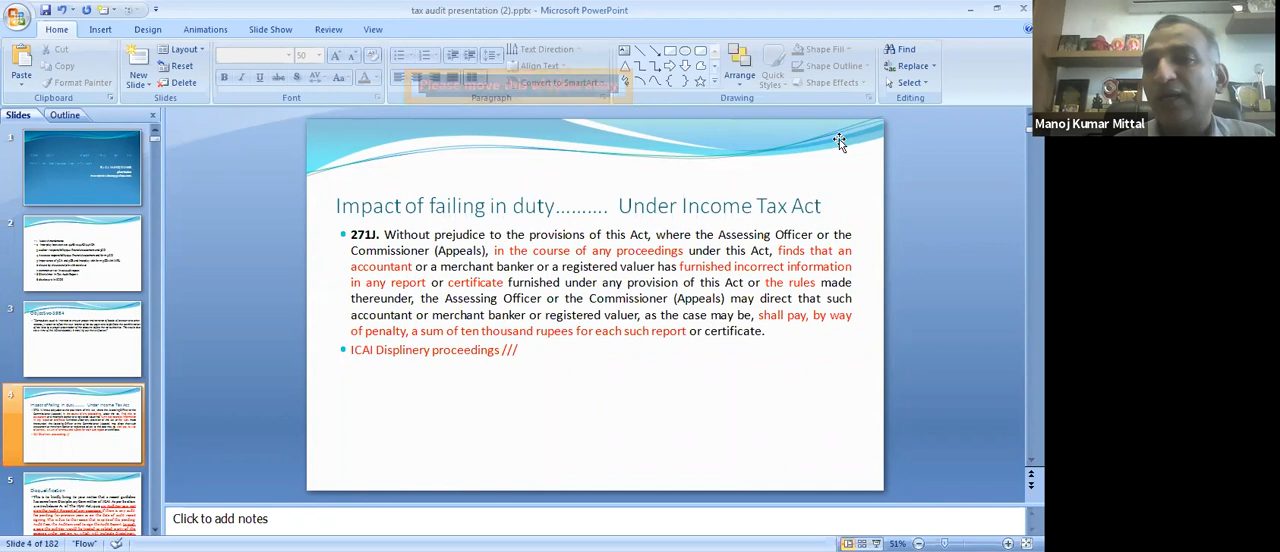 tax audit presentation (2).pptx - Microsoft PowerPoint
Home Insert Design Animations Slide Show Review View
Cut
Copy
Format Painter
Paste
Clipboard
New Slide
Layout
Reset
Delete
Slides
50
Font
Text Direction
Align Text
Convert to SmartArt
Paragraph
Arrange
Quick Styles
Shape Fill
Shape Outline
Shape Effects
Drawing
Find
Replace
Select
Editing
Manoj Kumar Mittal
Slides Outline
1
2
3
4
5
Impact of failing in duty......... Under Income Tax Act
271J. Without prejudice to the provisions of this Act, where the Assessing Officer or the
Commissioner (Appeals), in the course of any proceedings under this Act, finds that an
accountant or a merchant banker or a registered valuer has furnished incorrect information
in any report or certificate furnished under any provision of this Act or the rules made
thereunder, the Assessing Officer or the Commissioner (Appeals) may direct that such
accountant or merchant banker or registered valuer, as the case may be, shall pay, by way
of penalty, a sum of ten thousand rupees for each such report or certificate.
ICAI Displinery proceedings ///
Click to add notes
Slide 4 of 182 "Flow" 51%